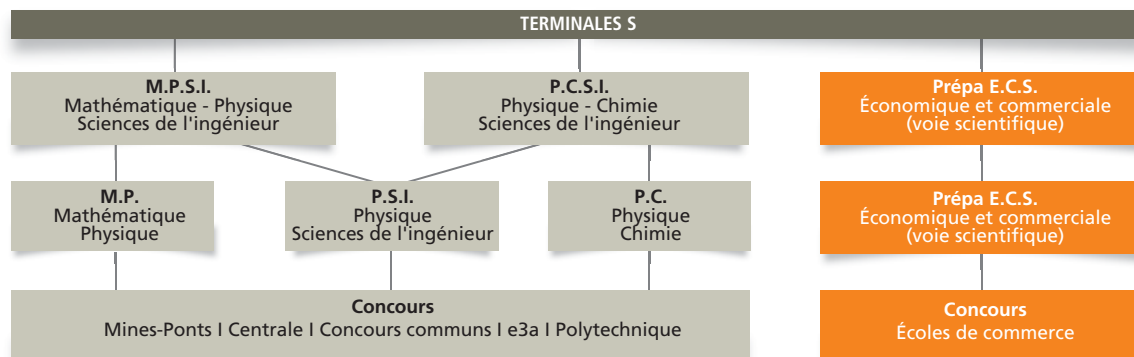 TERMINALES S
M.P.S.I.
Mathématique - Physique
Sciences de l'ingénieur
P.C.S.I.
Physique - Chimie
Sciences de l'ingénieur
Prépa E.C.S.
Économique et commerciale
(voie scientifique)
M.P.
Mathématique
Physique
P.S.I.
Physique
Sciences de l'ingénieur
P.C.
Physique
Chimie
Prépa E.C.S.
Économique et commerciale
(voie scientifique)
Concours
Mines-Ponts I Centrale I Concours communs I e3a I Polytechnique
Concours
Écoles de commerce